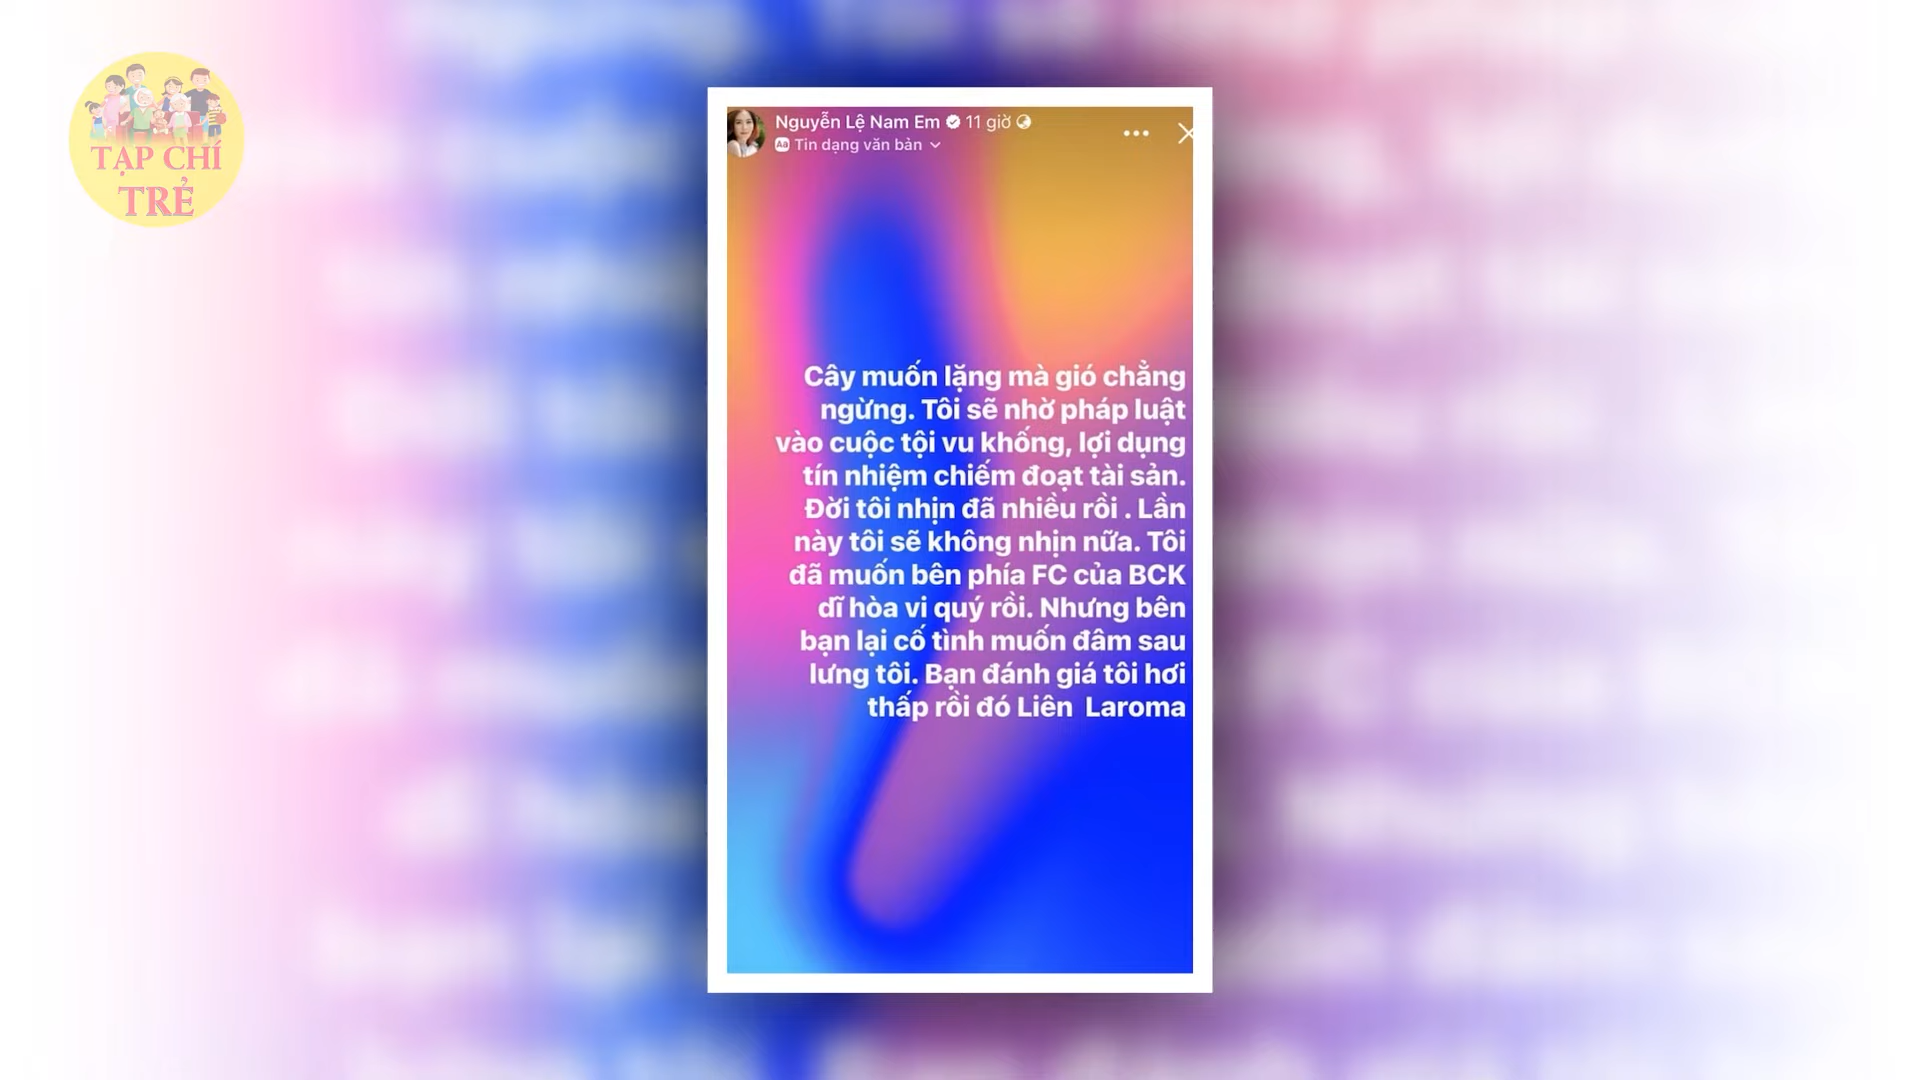 TẠP CHÍ
TRẺ
Nguyễn Lệ Nam Em 11 giờ
Aa Tin dạng văn bản
Cây muốn lặng mà gió chẳng
ngừng. Tôi sẽ nhờ pháp luật
vào cuộc tội vu khống, lợi dụng
tín nhiệm chiếm đoạt tài sản.
Đời tôi nhịn đã nhiều rồi . Lần
này tôi sẽ không nhịn nữa. Tôi
đã muốn bên phía FC của BCK
dĩ hòa vi quý rồi. Nhưng bên
bạn lại cố tình muốn đâm sau
lưng tôi. Bạn đánh giá tôi hơi
thấp rồi đó Liên Laroma